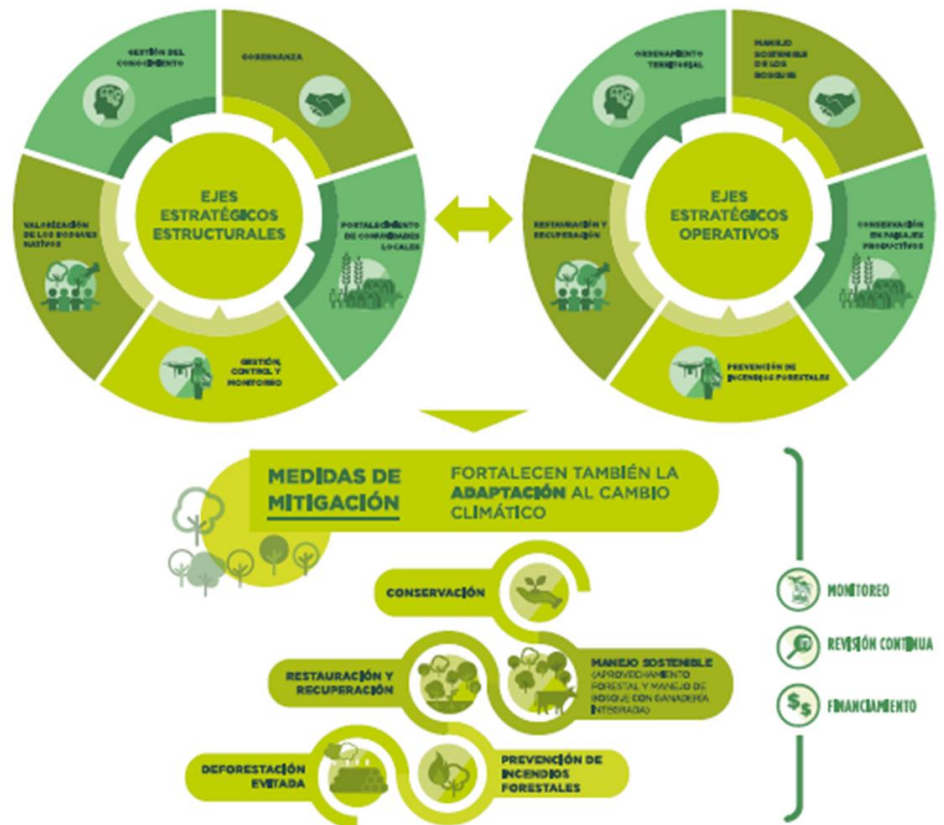 GESTIÓN DEL
CONOCIMIENTO
GOBERNANZA
VALORIZACIÓN
DE LOS BOSQUES
NATIVOS
EJES
ESTRATÉGICOS
ESTRUCTURALES
FORTALECIMIENTO
DE COMUNIDADES
LOCALES
GESTIÓN,
CONTROL Y
MONITOREO
ORDENAMIENTO
TERRITORIAL
MANEJO
SOSTENIBLE
DE LOS
BOSQUES
RESTAURACIÓN Y
RECUPERACIÓN
EJES
ESTRATÉGICOS
OPERATIVOS
CONSERVACIÓN
EN PAISAJES
PRODUCTIVOS
PREVENCIÓN DE
INCENDIOS FORESTALES
MEDIDAS DE
MITIGACIÓN
FORTALECEN TAMBIÉN LA
ADAPTACIÓN AL CAMBIO
CLIMÁTICO
CONSERVACIÓN
RESTAURACIÓN Y
RECUPERACIÓN
MANEJO SOSTENIBLE
(APROVECHAMIENTO
FORESTAL Y MANEJO DE
BOSQUE CON GANADERÍA
INTEGRADA)
DEFORESTACIÓN
EVITADA
PREVENCIÓN DE
INCENDIOS
FORESTALES
MONITOREO
REVISIÓN CONTINUA
$ $
FINANCIAMIENTO